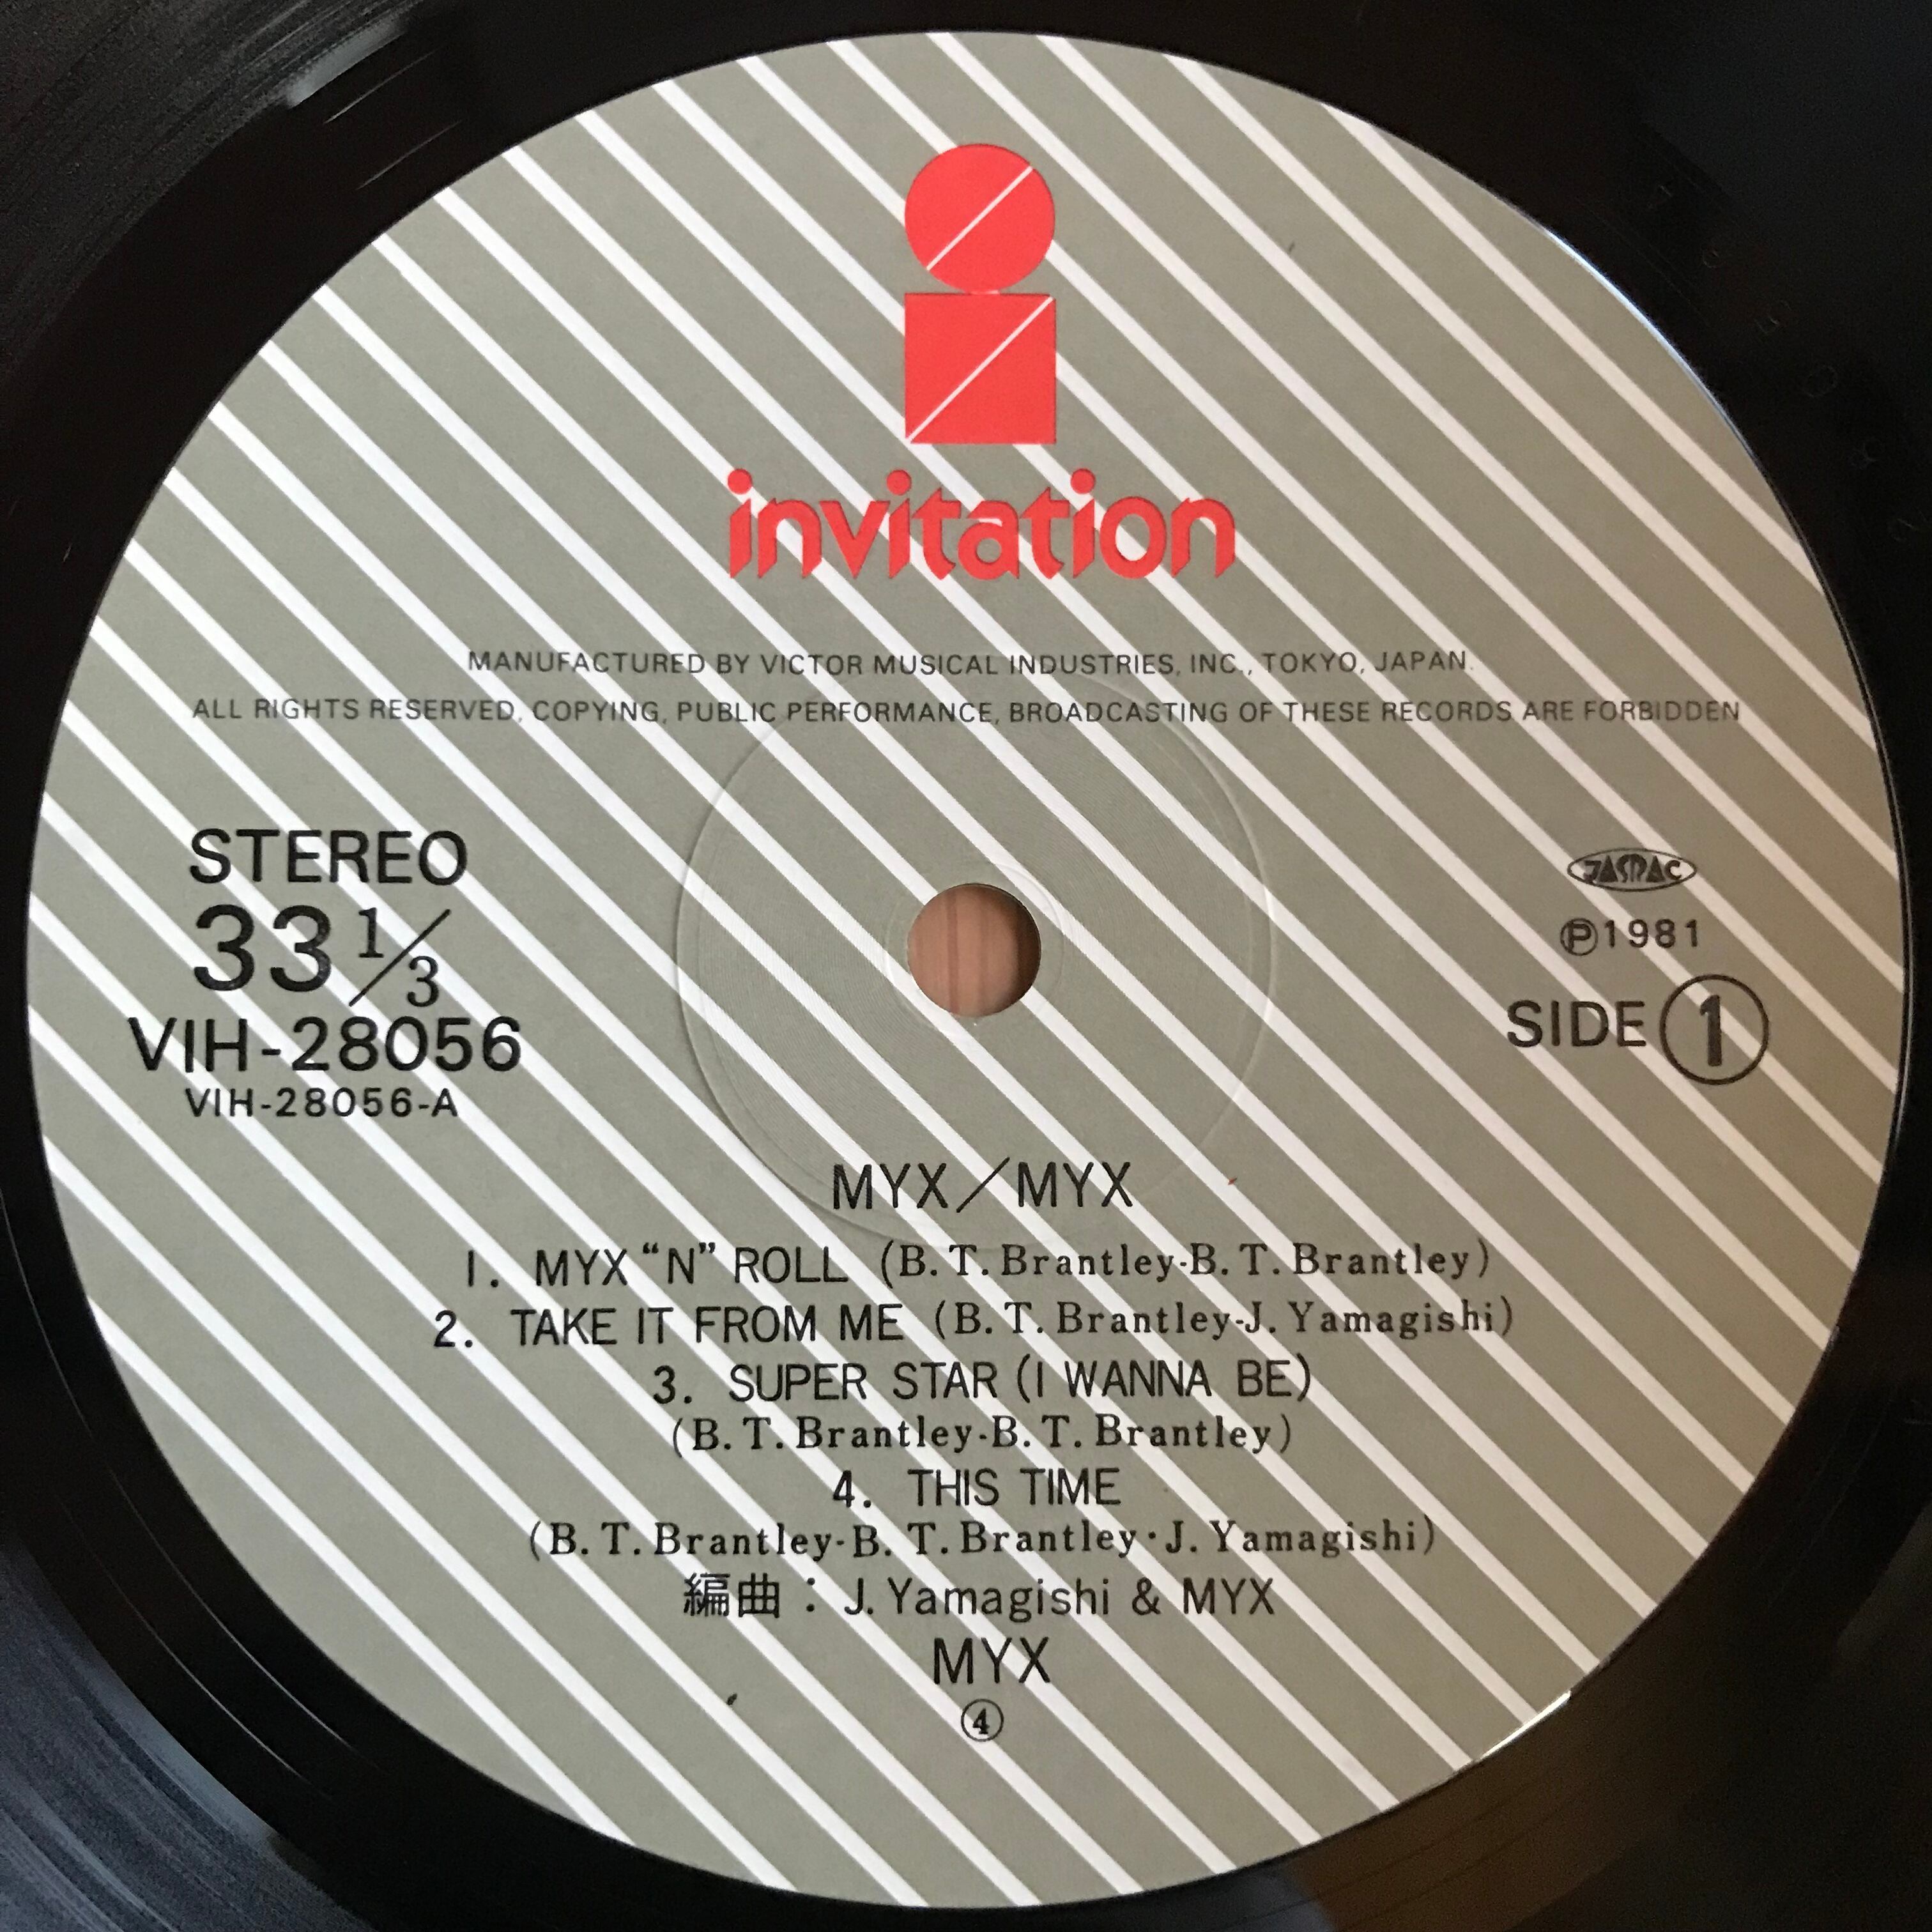 invitation
MANUFACTURED BY VICTOR MUSICAL INDUSTRIES, INC., TOKYO, JAPAN.
ALL RIGHTS RESERVED, COPYING, PUBLIC PERFORMANCE, BROADCASTING OF THESE RECORDS ARE FORBIDDEN
STEREO
33 1/3
VIH-28056
VIH-28056-A
JASRAC
Ⓟ1981
SIDE ①
MYX／MYX
1. MYX “N” ROLL (B. T. Brantley-B. T. Brantley)
2. TAKE IT FROM ME (B. T. Brantley-J. Yamagishi)
3. SUPER STAR (I WANNA BE)
(B. T. Brantley-B. T. Brantley)
4. THIS TIME
(B. T. Brantley-B. T. Brantley・J. Yamagishi)
編曲：J. Yamagishi & MYX
MYX
④